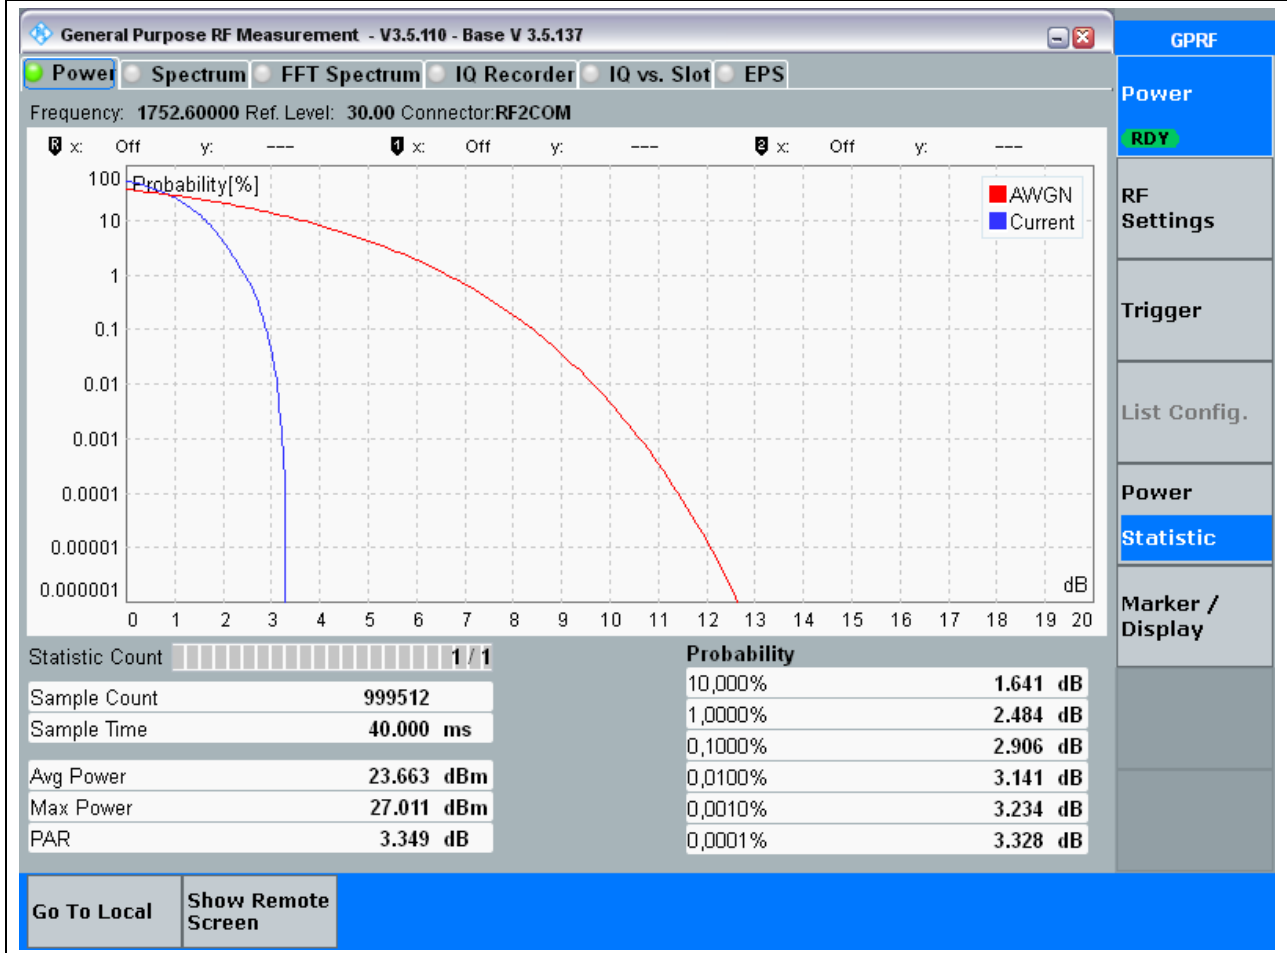 General Purpose RF Measurement - V3.5.110 - Base V 3.5.137
GPRF
Power Spectrum FFT Spectrum IQ Recorder IQ vs. Slot EPS
Frequency: 1752.60000 Ref. Level: 30.00 Connector:RF2COM
R x: Off y: --- 1 x: Off y: --- 2 x: Off y: ---
Probability[%]
AWGN
Current
100
10
1
0.1
0.01
0.001
0.0001
0.00001
0.000001
dB
0 1 2 3 4 5 6 7 8 9 10 11 12 13 14 15 16 17 18 19 20
Statistic Count 1 / 1
Sample Count 999512
Sample Time 40.000 ms
Avg Power 23.663 dBm
Max Power 27.011 dBm
PAR 3.349 dB
Probability
10,000% 1.641 dB
1,0000% 2.484 dB
0,1000% 2.906 dB
0,0100% 3.141 dB
0,0010% 3.234 dB
0,0001% 3.328 dB
Power
RDY
RF
Settings
Trigger
List Config.
Power
Statistic
Marker /
Display
Go To Local
Show Remote
Screen